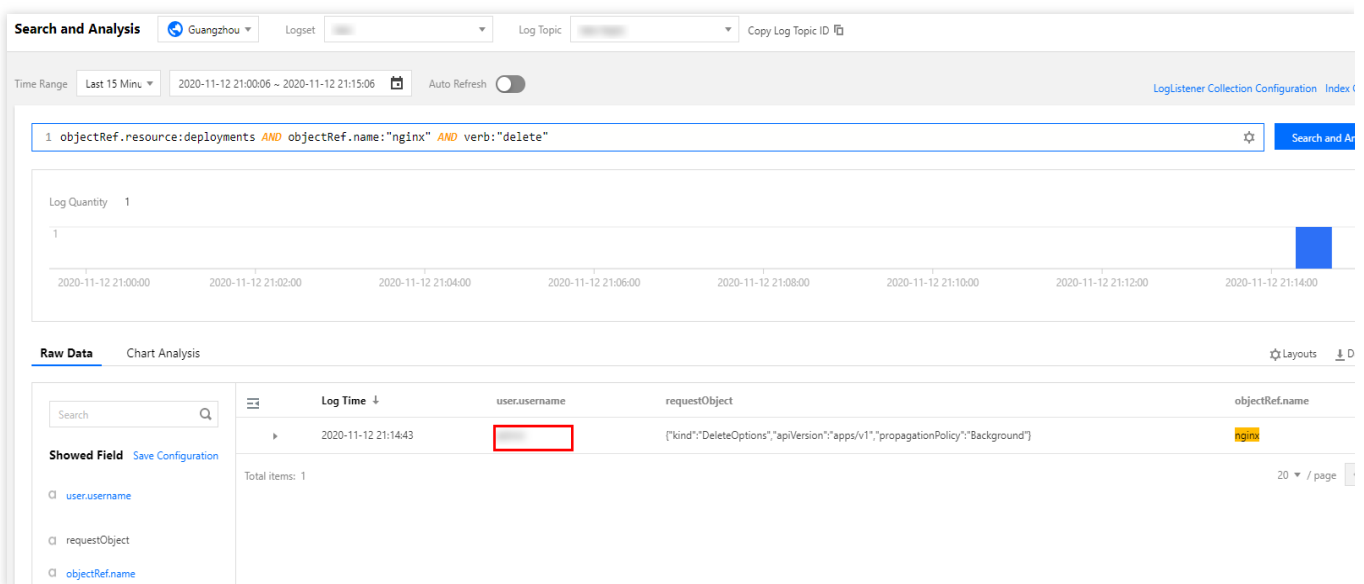 Search and Analysis Guangzhou Logset Log Topic Copy Log Topic ID
Time Range Last 15 Minu 2020-11-12 21:00:06 ~ 2020-11-12 21:15:06 Auto Refresh
LogListener Collection Configuration Index
1 objectRef.resource:deployments AND objectRef.name:"nginx" AND verb:"delete"
Search and An
Log Quantity 1
1
2020-11-12 21:00:00 2020-11-12 21:02:00 2020-11-12 21:04:00 2020-11-12 21:06:00 2020-11-12 21:08:00 2020-11-12 21:10:00 2020-11-12 21:12:00 2020-11-12 21:14:00
Raw Data Chart Analysis Layouts D
Search
Log Time ↓ user.username requestObject objectRef.name
2020-11-12 21:14:43 {"kind":"DeleteOptions","apiVersion":"apps/v1","propagationPolicy":"Background"} nginx
Showed Field Save Configuration
Total items: 1 20 / page
a user.username
a requestObject
a objectRef.name